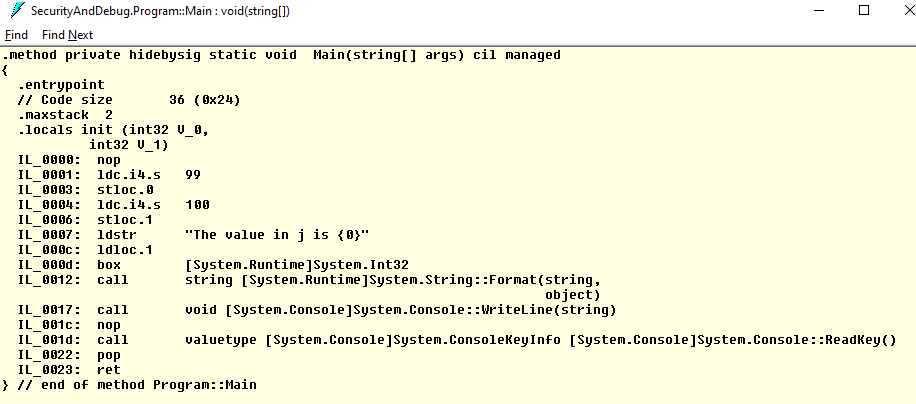 SecurityAndDebug.Program::Main : void(string[])
Find Find Next
.method private hidebysig static void  Main(string[] args) cil managed
{
  .entrypoint
  // Code size       36 (0x24)
  .maxstack  2
  .locals init (int32 V_0,
           int32 V_1)
  IL_0000:  nop
  IL_0001:  ldc.i4.s   99
  IL_0003:  stloc.0
  IL_0004:  ldc.i4.s   100
  IL_0006:  stloc.1
  IL_0007:  ldstr      "The value in j is {0}"
  IL_000c:  ldloc.1
  IL_000d:  box        [System.Runtime]System.Int32
  IL_0012:  call       string [System.Runtime]System.String::Format(string,
                                                                    object)
  IL_0017:  call       void [System.Console]System.Console::WriteLine(string)
  IL_001c:  nop
  IL_001d:  call       valuetype [System.Console]System.ConsoleKeyInfo [System.Console]System.Console::ReadKey()
  IL_0022:  pop
  IL_0023:  ret
} // end of method Program::Main